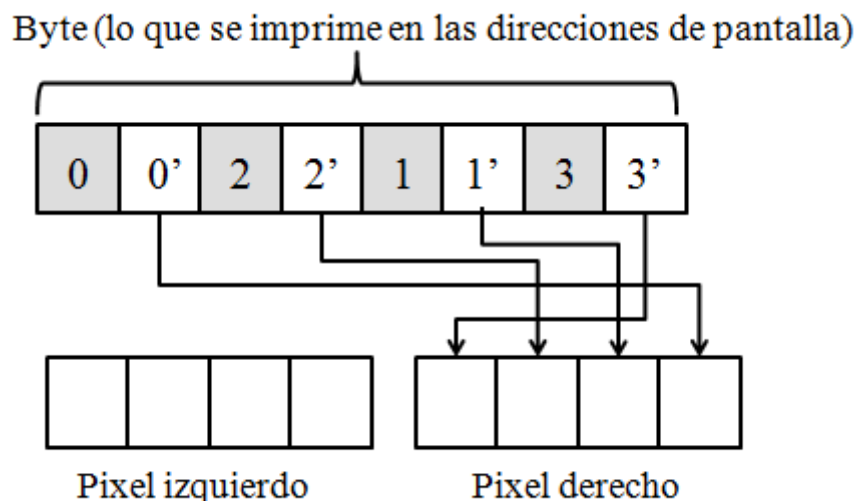 Byte (lo que se imprime en las direcciones de pantalla)
0 0’ 2 2’ 1 1’ 3 3’
Pixel izquierdo Pixel derecho